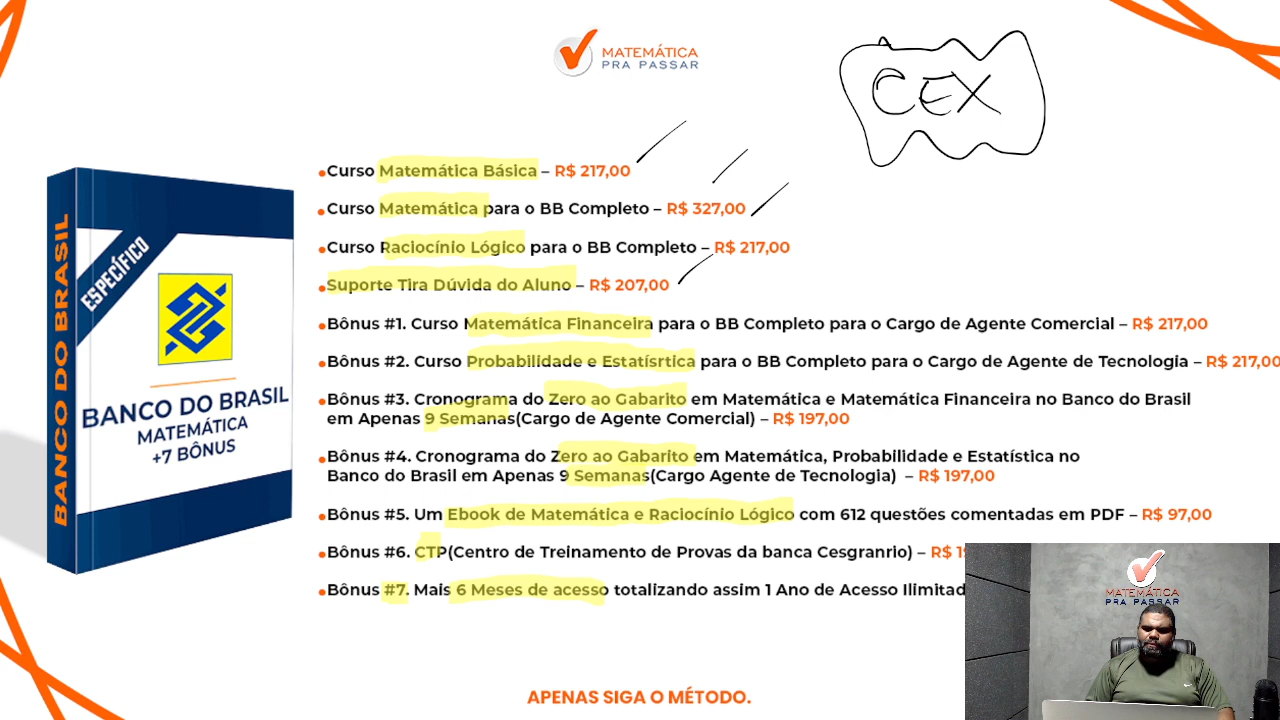 MATEMÁTICA
PRA PASSAR
CEX
•Curso Matemática Básica – R$ 217,00
•Curso Matemática para o BB Completo – R$ 327,00
•Curso Raciocínio Lógico para o BB Completo – R$ 217,00
•Suporte Tira Dúvida do Aluno – R$ 207,00
•Bônus #1. Curso Matemática Financeira para o BB Completo para o Cargo de Agente Comercial – R$ 217,00
•Bônus #2. Curso Probabilidade e Estatísrtica para o BB Completo para o Cargo de Agente de Tecnologia – R$ 217,00
•Bônus #3. Cronograma do Zero ao Gabarito em Matemática e Matemática Financeira no Banco do Brasil
em Apenas 9 Semanas(Cargo de Agente Comercial) – R$ 197,00
•Bônus #4. Cronograma do Zero ao Gabarito em Matemática, Probabilidade e Estatística no
Banco do Brasil em Apenas 9 Semanas(Cargo Agente de Tecnologia) – R$ 197,00
•Bônus #5. Um Ebook de Matemática e Raciocínio Lógico com 612 questões comentadas em PDF – R$ 97,00
•Bônus #6. CTP(Centro de Treinamento de Provas da banca Cesgranrio) – R$
•Bônus #7. Mais 6 Meses de acesso totalizando assim 1 Ano de Acesso
BANCO DO BRASIL
ESPECÍFICO
BANCO DO BRASIL
MATEMÁTICA
+7 BÔNUS
MATEMÁTICA
PRA PASSAR
APENAS SIGA O MÉTODO.